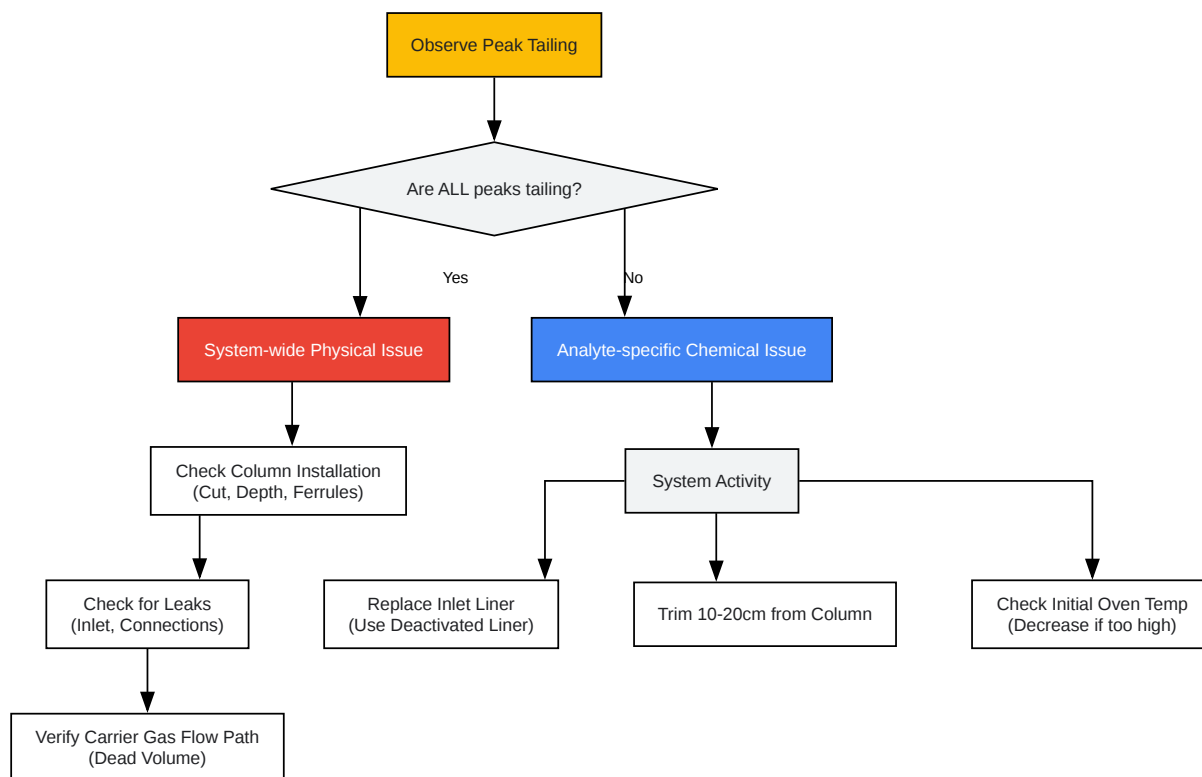 Observe Peak Tailing
Are ALL peaks tailing?
Yes
No
System-wide Physical Issue
Analyte-specific Chemical Issue
Check Column Installation
(Cut, Depth, Ferrules)
System Activity
Check for Leaks
(Inlet, Connections)
Replace Inlet Liner
(Use Deactivated Liner)
Trim 10-20cm from Column
Check Initial Oven Temp
(Decrease if too high)
Verify Carrier Gas Flow Path
(Dead Volume)